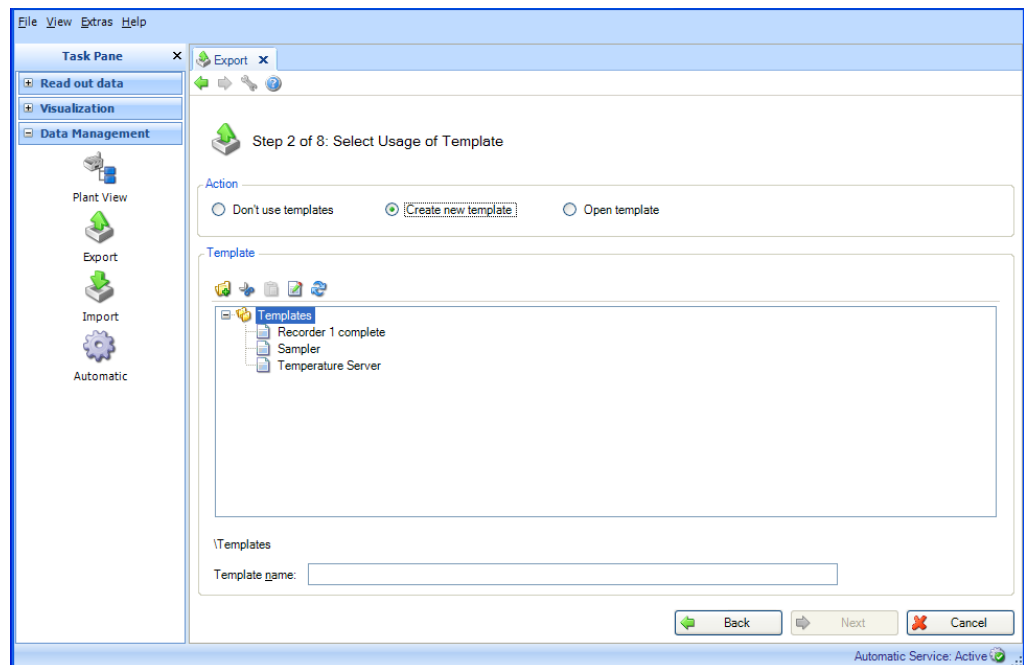 File View Extras Help
Task Pane
Export
Read out data
Visualization
Data Management
Plant View
Export
Import
Automatic
Step 2 of 8: Select Usage of Template
Action
Don't use templates
Create new template
Open template
Template
Templates
Recorder 1 complete
Sampler
Temperature Server
\Templates
Template name:
Back
Next
Cancel
Automatic Service: Active